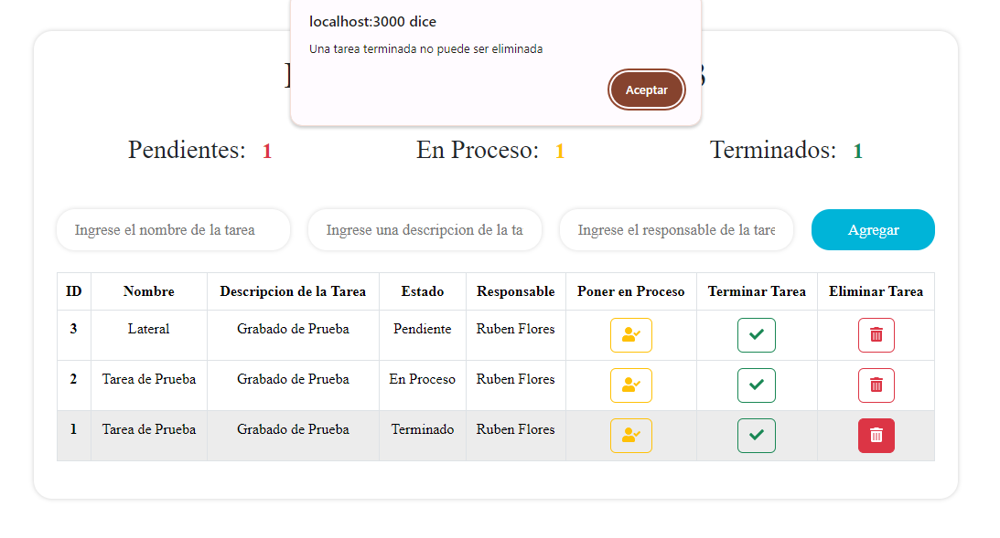 localhost:3000 dice
Una tarea terminada no puede ser eliminada
Aceptar
Pendientes: 1 En Proceso: 1 Terminados: 1
Ingrese el nombre de la tarea Ingrese una descripcion de la ta Ingrese el responsable de la tare Agregar
ID Nombre Descripcion de la Tarea Estado Responsable Poner en Proceso Terminar Tarea Eliminar Tarea
3 Lateral Grabado de Prueba Pendiente Ruben Flores
2 Tarea de Prueba Grabado de Prueba En Proceso Ruben Flores
1 Tarea de Prueba Grabado de Prueba Terminado Ruben Flores